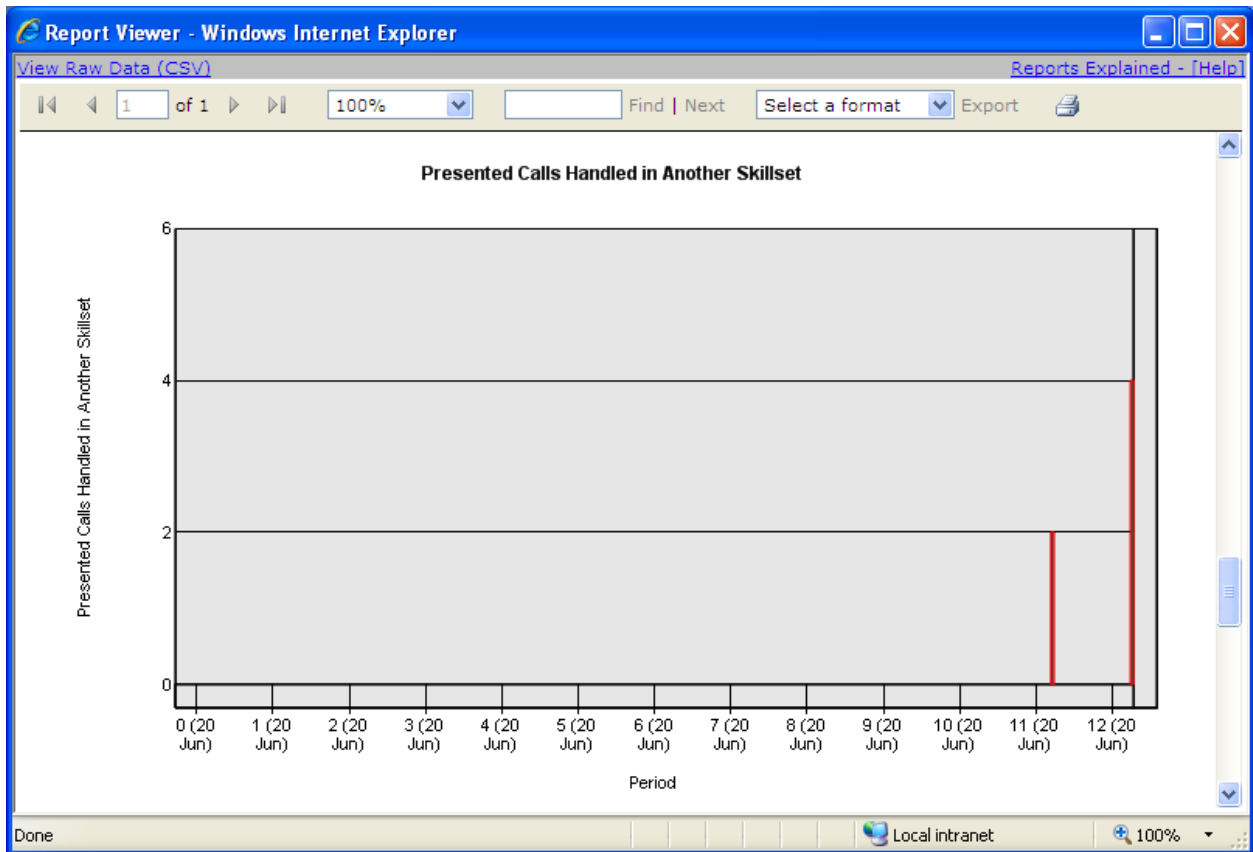 Report Viewer - Windows Internet Explorer
View Raw Data (CSV) Reports Explained - [Help]
1 of 1 100% Find | Next Select a format Export
Presented Calls Handled in Another Skillset
Presented Calls Handled in Another Skillset
6
4
2
0
0 (20 1 (20 2 (20 3 (20 4 (20 5 (20 6 (20 7 (20 8 (20 9 (20 10 (20 11 (20 12 (20
Jun) Jun) Jun) Jun) Jun) Jun) Jun) Jun) Jun) Jun) Jun) Jun) Jun)
Period
Done Local intranet 100%